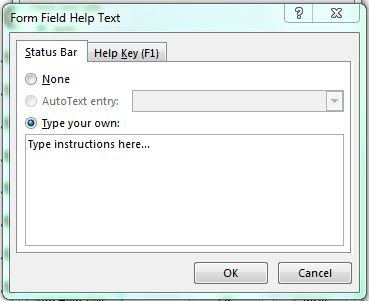 Form Field Help Text
?
Status Bar
Help Key (F1)
None
AutoText entry:
Type your own:
Type instructions here...
OK
Cancel